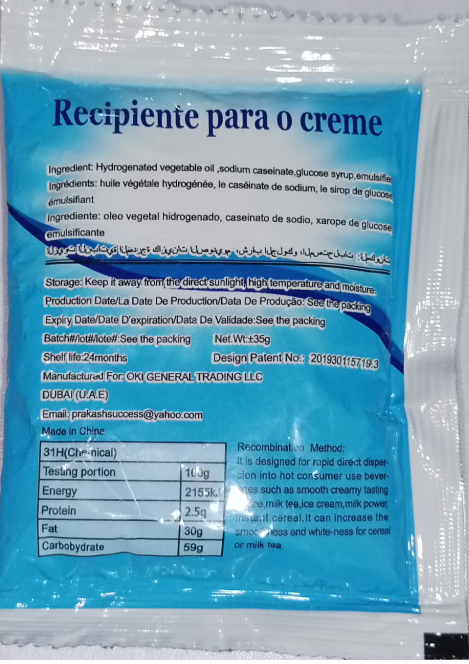 Recipiente para o creme
Ingredient: Hydrogenated vegetable oil ,sodium caseinate,glucose syrup,emulsifie
Ingrédients: huile végétale hydrogénée, le caséinate de sodium, le sirop de glucose
émulsifiant
Ingrediente: oleo vegetal hidrogenado, caseinato de sodio, xarope de glucose
emulsificante
Storage: Keep it away from the direct sunlight, high temperature and moisture.
Production Date/La Date De Production/Data De Produção: See the packing
Expiry Date/Date D'expiration/Data De Validade:See the packing
Batch#/lot#/lote#:See the packing Net.Wt:±35g
Shelf life:24months Design Patent No.: 201930115719.3
Manufactured For: OKI GENERAL TRADING LLC
DUBAI (U.A.E)
Email: prakashsuccess@yahoo.com
Made in China
31H(Chemical)
Testing portion 100g
Energy 2155kJ
Protein 2.5g
Fat 30g
Carbohydrate 59g
Recombination Method:
It is designed for rapid direct disper-
sion into hot consumer use bever-
ages such as smooth creamy tasting
coffee,milk tea,ice cream,milk power,
instant cereal.It can increase the
smoothness and white-ness for cereal
or milk tea.